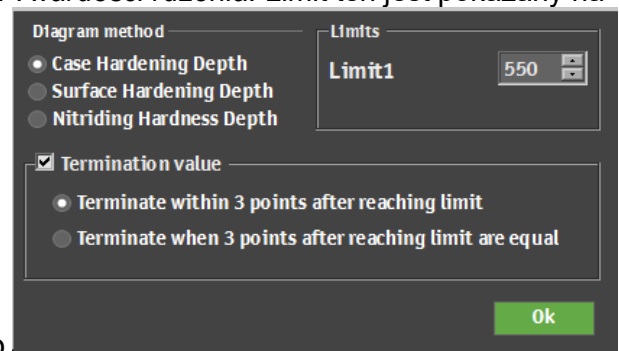 Diagram method
Case Hardening Depth
Surface Hardening Depth
Nitriding Hardness Depth
Limits
Limit1
550
Termination value
Terminate within 3 points after reaching limit
Terminate when 3 points after reaching limit are equal
Ok